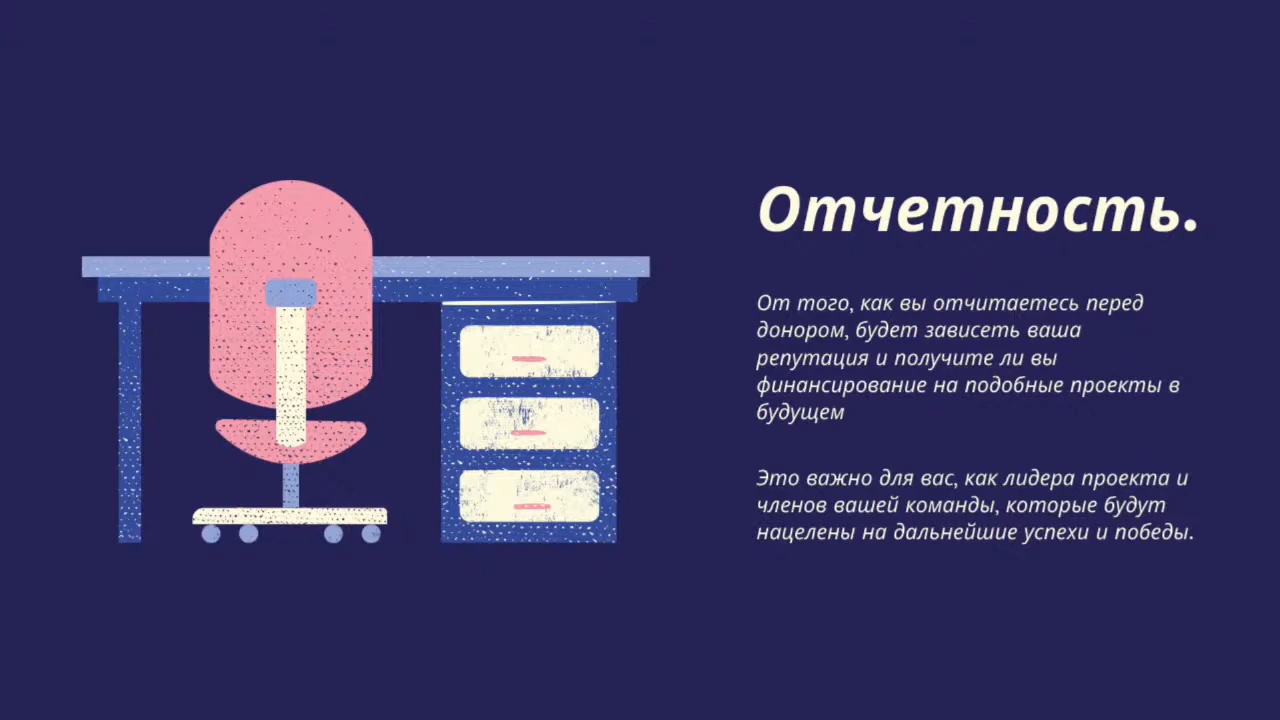 Отчетность.
От того, как вы отчитаетесь перед
донором, будет зависеть ваша
репутация и получите ли вы
финансирование на подобные проекты в
будущем
Это важно для вас, как лидера проекта и
членов вашей команды, которые будут
нацелены на дальнейшие успехи и победы.